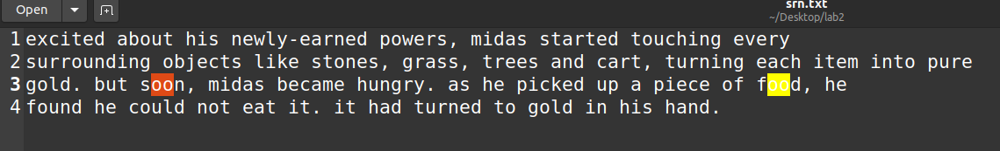 Open
srn.txt
~/Desktop/lab2
1 excited about his newly-earned powers, midas started touching every
2 surrounding objects like stones, grass, trees and cart, turning each item into pure
3 gold. but soon, midas became hungry. as he picked up a piece of food, he
4 found he could not eat it. it had turned to gold in his hand.